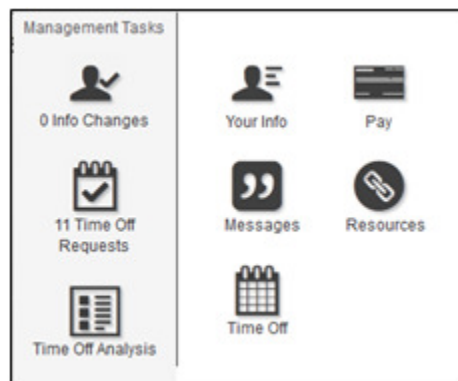 Management Tasks
0 Info Changes
11 Time Off
Requests
Time Off Analysis
Your Info
Pay
Messages
Resources
Time Off